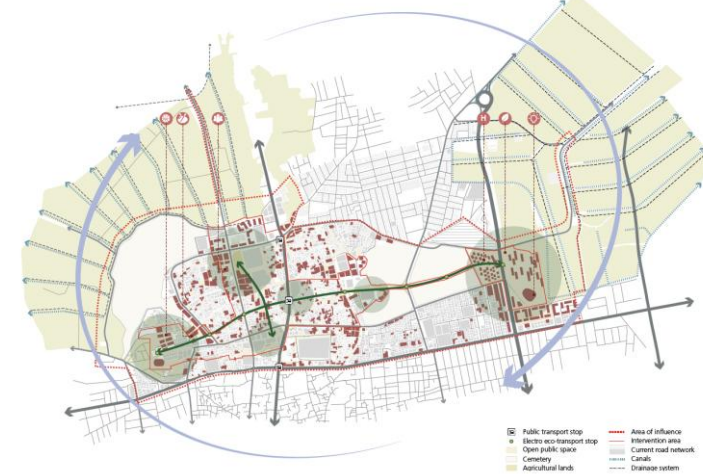 Public transport stop
Electro eco-transport stop
Open public space
Cemetery
Agricultural lands
Area of influence
Intervention area
Current road network
Canals
Drainage system